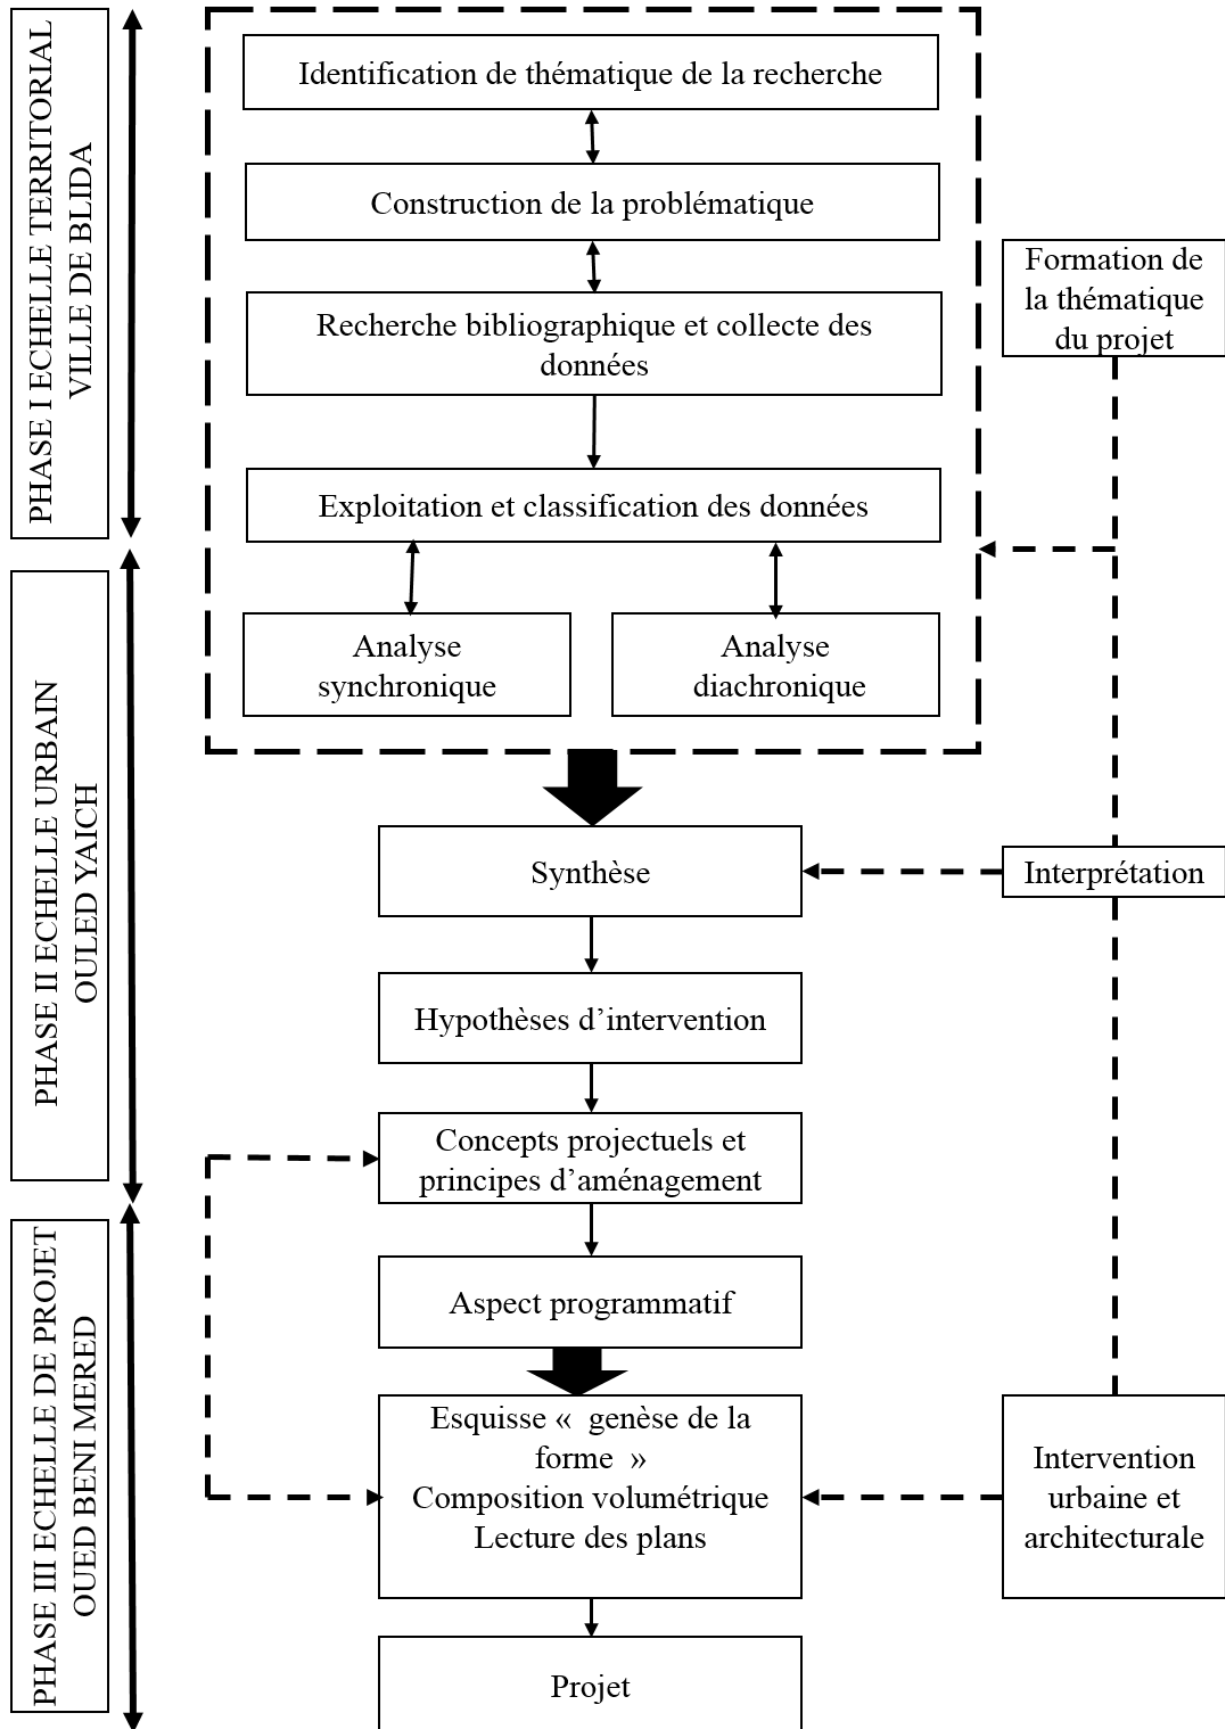 PHASE I ECHELLE TERRITORIAL
VILLE DE BLIDA
Identification de thématique de la recherche
Construction de la problématique
Recherche bibliographique et collecte des
données
Exploitation et classification des données
Formation de
la thématique
du projet
PHASE II ECHELLE URBAIN
OULED YAICH
Analyse
synchronique
Analyse
diachronique
Synthèse
Interprétation
Hypothèses d’intervention
Concepts projectuels et
principes d’aménagement
PHASE III ECHELLE DE PROJET
OUED BENI MERED
Aspect programmatif
Esquisse « genèse de la
forme »
Composition volumétrique
Lecture des plans
Intervention
urbaine et
architecturale
Projet